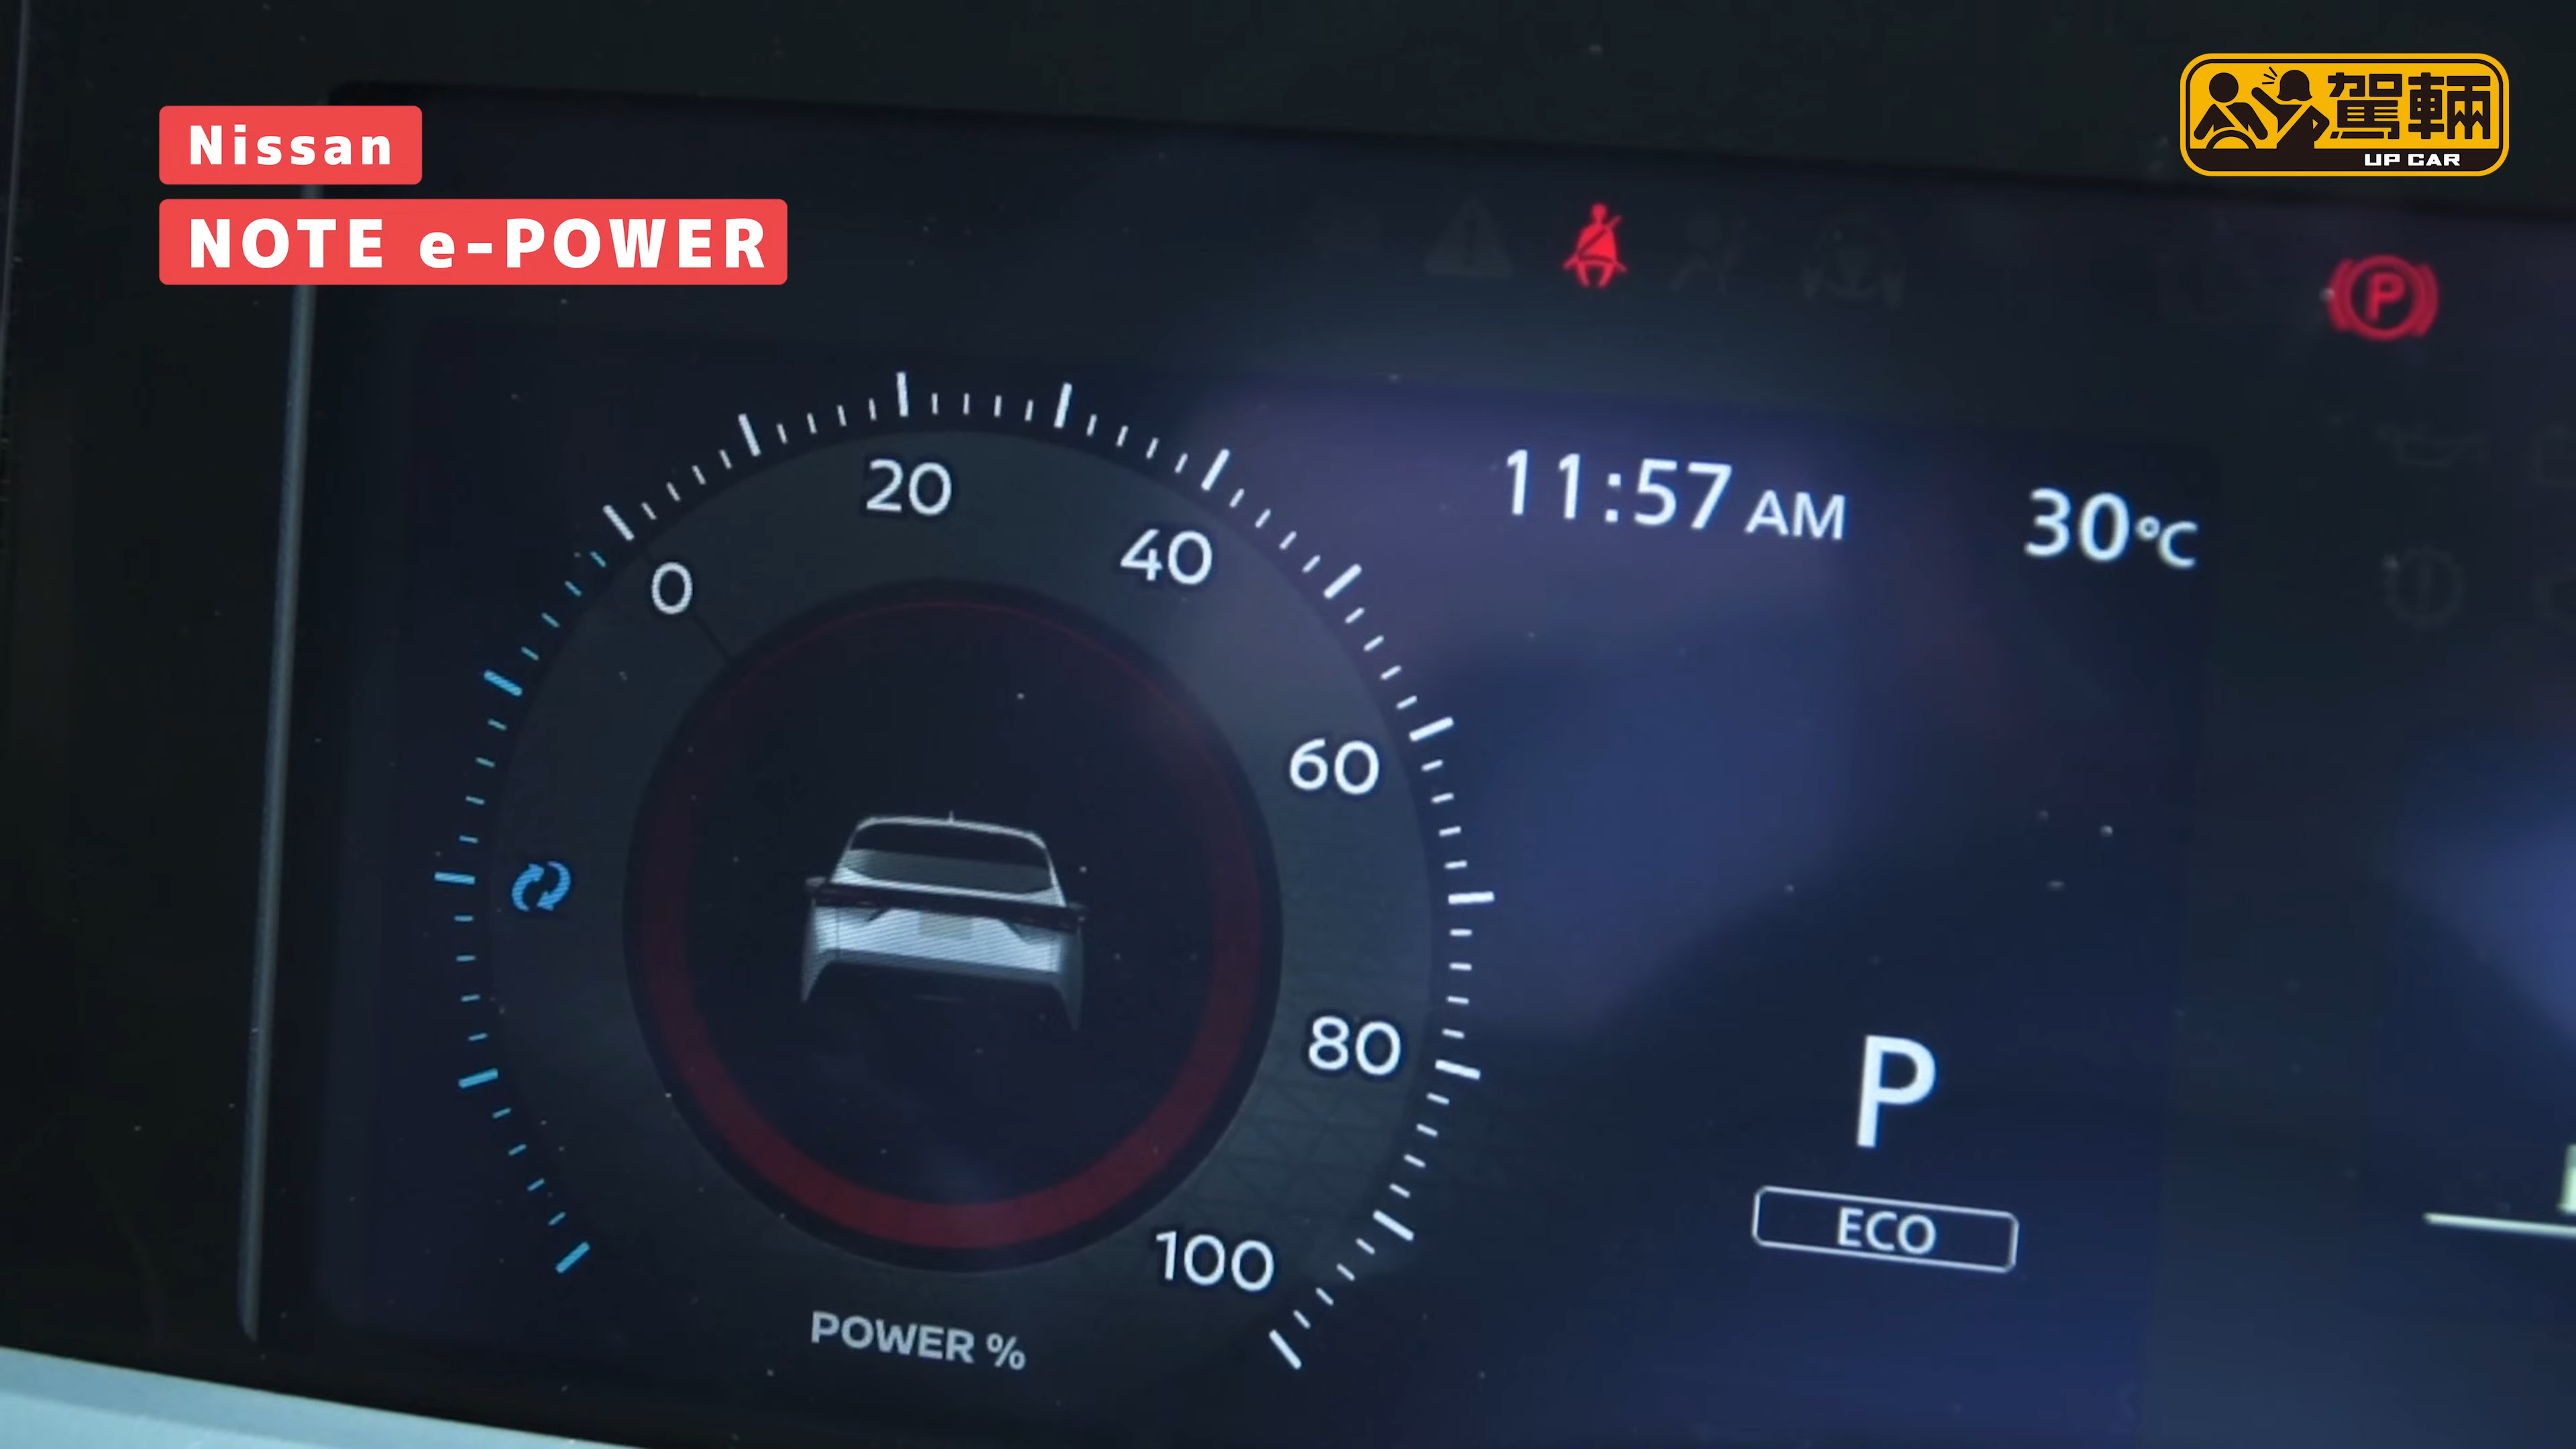 Nissan
NOTE e-POWER
駕輛
UP CAR
P
11:57 AM
30°C
0
20
40
60
80
100
POWER %
P
ECO